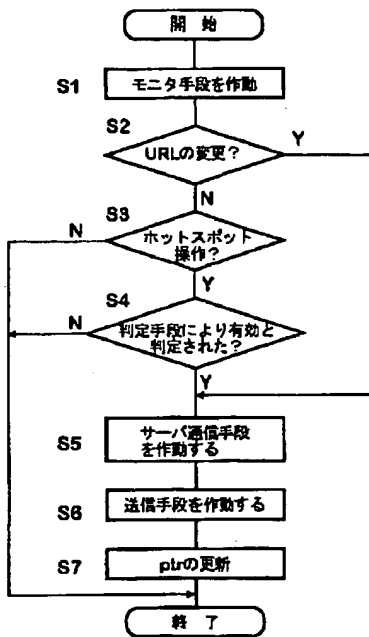 開 始
S1
モニタ手段を作動
S2
URLの変更？
Y
N
S3
N
ホットスポット
操作？
Y
S4
N
判定手段により有効と
判定された？
Y
S5
サーバ通信手段
を作動する
S6
送信手段を作動する
S7
ptrの更新
終 了